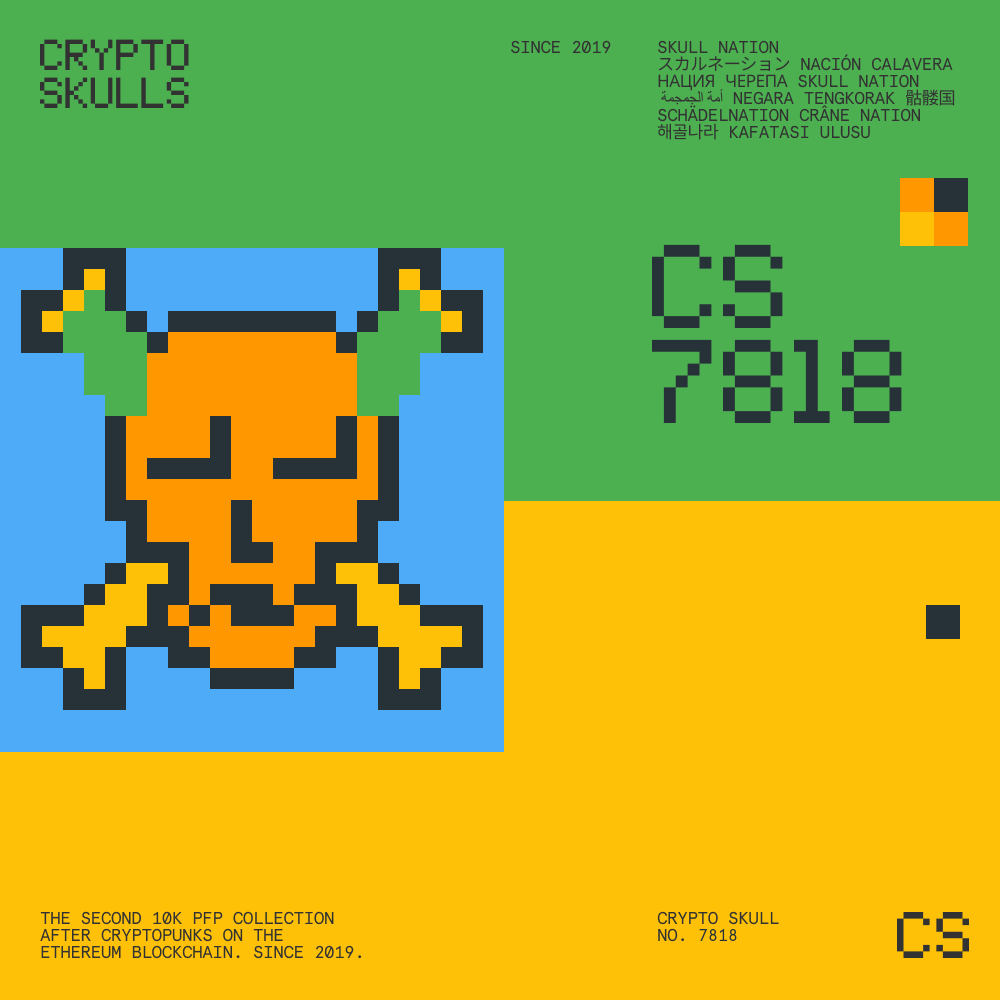 CRYPTO
SKULLS
SINCE 2019
SKULL NATION
スカルネーション NACIÓN CALAVERA
НАЦИЯ ЧЕРЕПА SKULL NATION
أمة الجمجمة NEGARA TENGKORAK 骷髅国
SCHÄDELNATION CRÂNE NATION
해골나라 KAFATASI ULUSU
CS
7818
THE SECOND 10K PFP COLLECTION
AFTER CRYPTOPUNKS ON THE
ETHEREUM BLOCKCHAIN. SINCE 2019.
CRYPTO SKULL
NO. 7818
CS